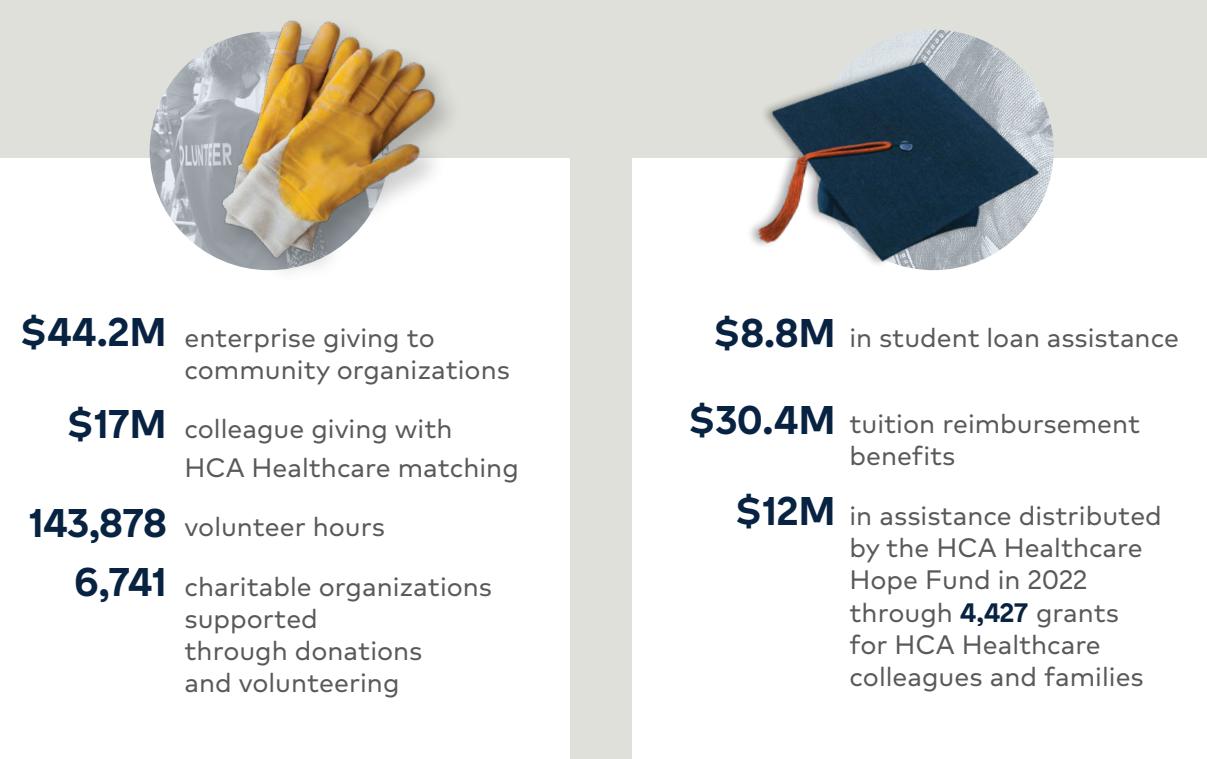 OLUNTEER
$44.2M enterprise giving to
community organizations
$17M colleague giving with
HCA Healthcare matching
143,878 volunteer hours
6,741 charitable organizations
supported
through donations
and volunteering
$8.8M in student loan assistance
$30.4M tuition reimbursement
benefits
$12M in assistance distributed
by the HCA Healthcare
Hope Fund in 2022
through 4,427 grants
for HCA Healthcare
colleagues and families